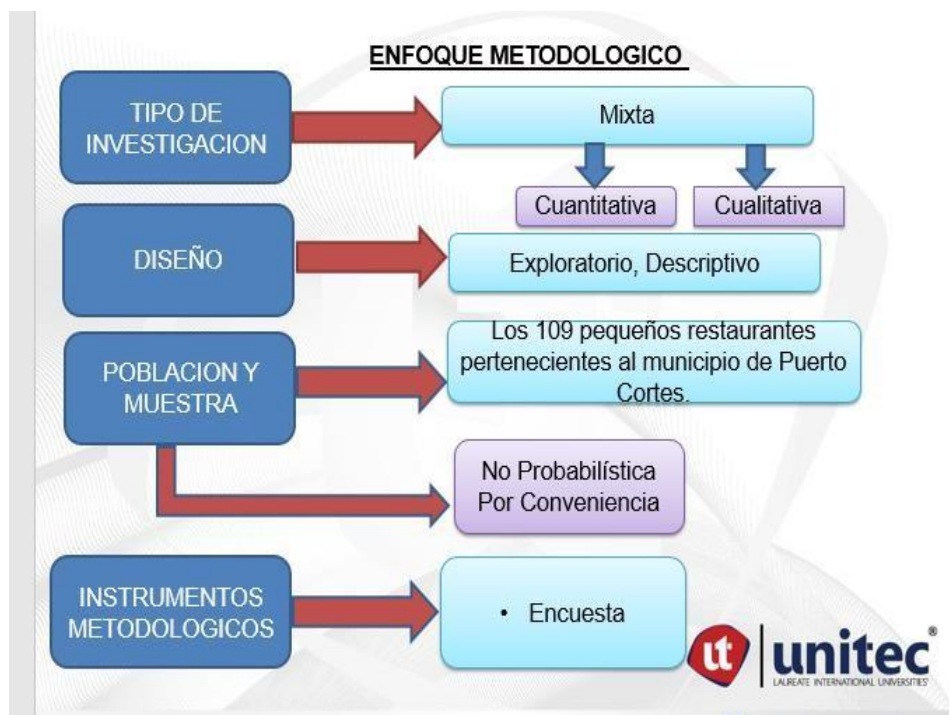 ENFOQUE METODOLOGICO
TIPO DE
INVESTIGACION
Mixta
Cuantitativa
Cualitativa
DISEÑO
Exploratorio, Descriptivo
POBLACION Y
MUESTRA
Los 109 pequeños restaurantes
pertenecientes al municipio de Puerto
Cortes.
No Probabilística
Por Conveniencia
INSTRUMENTOS
METODOLOGICOS
• Encuesta
ut unitec®
LAUREATE INTERNATIONAL UNIVERSITIES